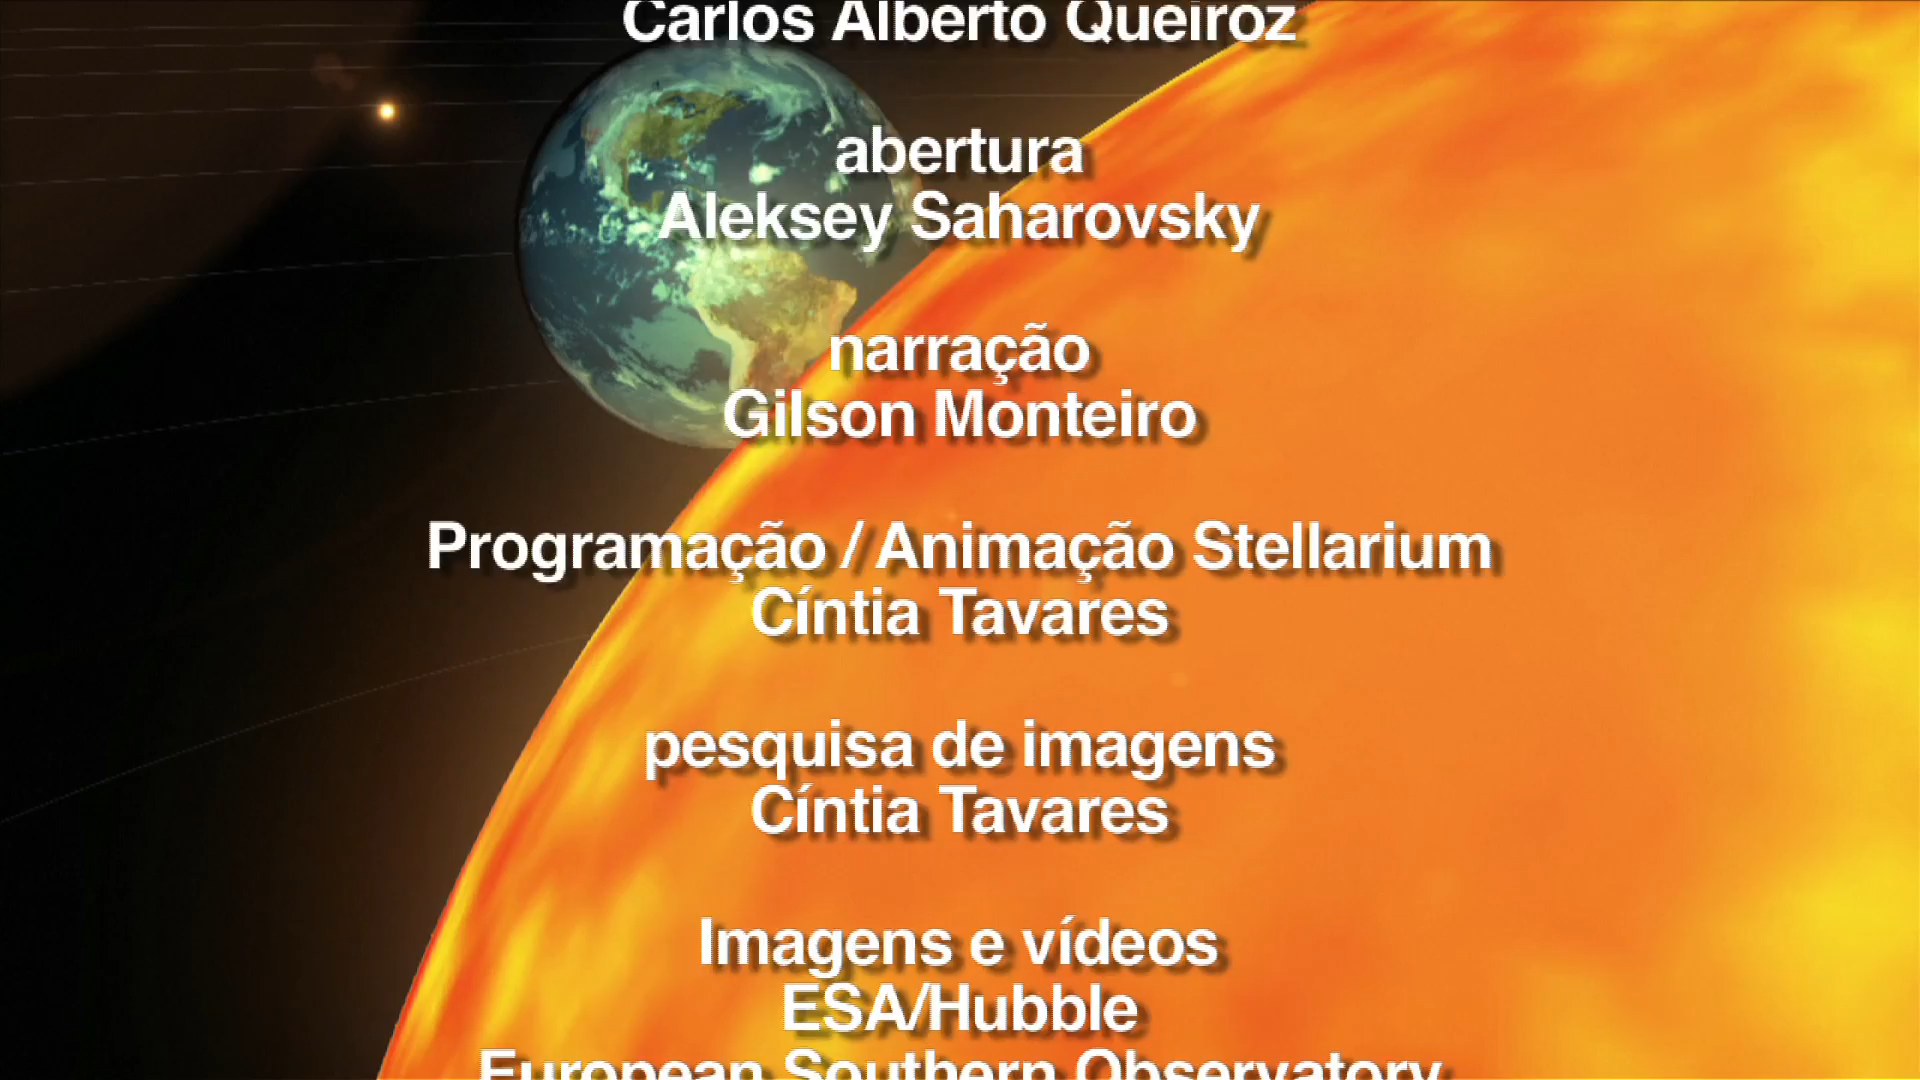 Carlos Alberto Queiroz
abertura
Aleksey Saharovsky
narração
Gilson Monteiro
Programação / Animação Stellarium
Cíntia Tavares
pesquisa de imagens
Cíntia Tavares
Imagens e vídeos
ESA/Hubble
European Southern Observatory